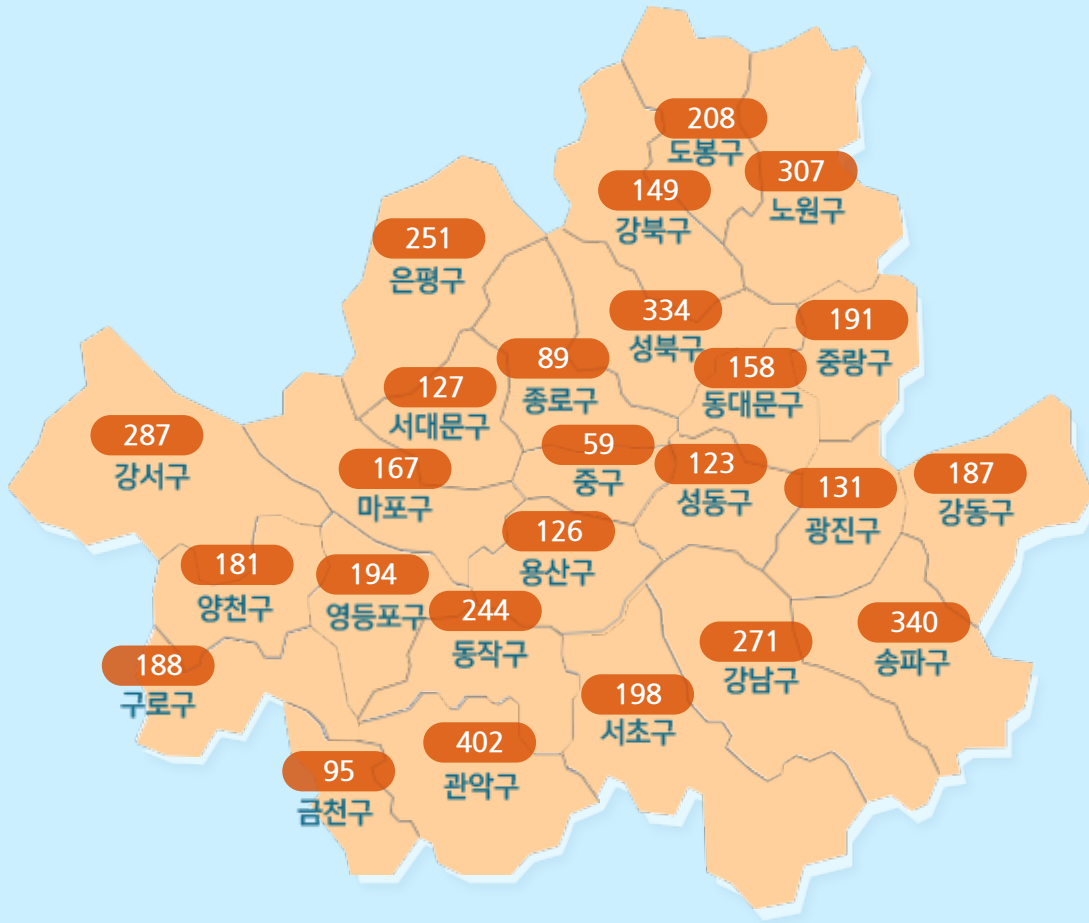 208
도봉구
307
노원구
149
강북구
251
은평구
334
성북구
191
중랑구
89
종로구
158
동대문구
127
서대문구
287
강서구
59
중구
123
성동구
167
마포구
187
강동구
131
광진구
126
용산구
181
양천구
194
영등포구
244
동작구
340
송파구
271
강남구
188
구로구
198
서초구
402
관악구
95
금천구